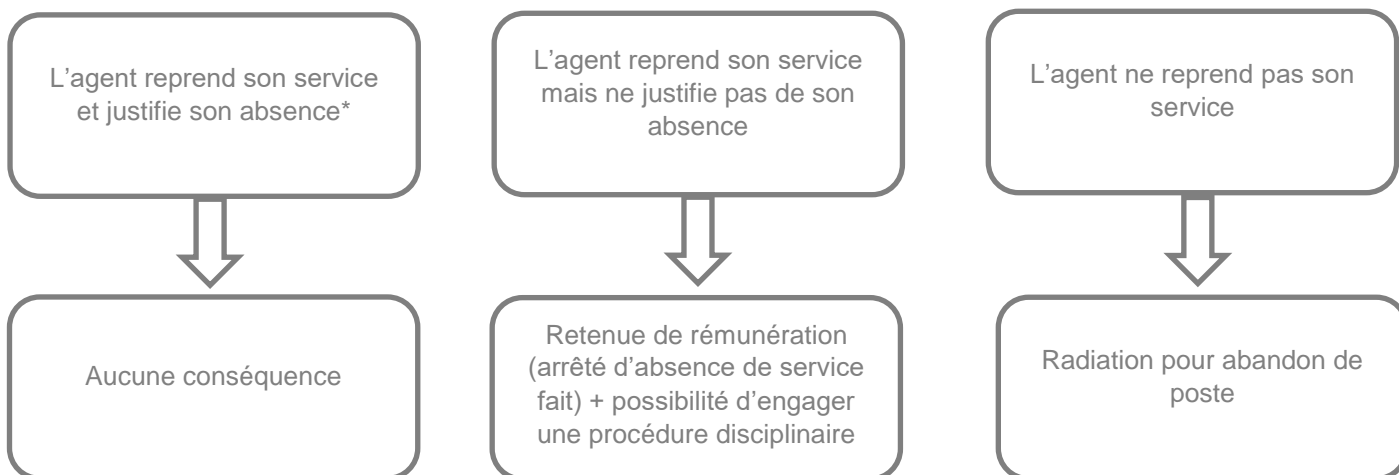 L’agent reprend son service
et justifie son absence*
L’agent reprend son service
mais ne justifie pas de son
absence
L’agent ne reprend pas son
service
Aucune conséquence
Retenue de rémunération
(arrêté d’absence de service
fait) + possibilité d’engager
une procédure disciplinaire
Radiation pour abandon de
poste